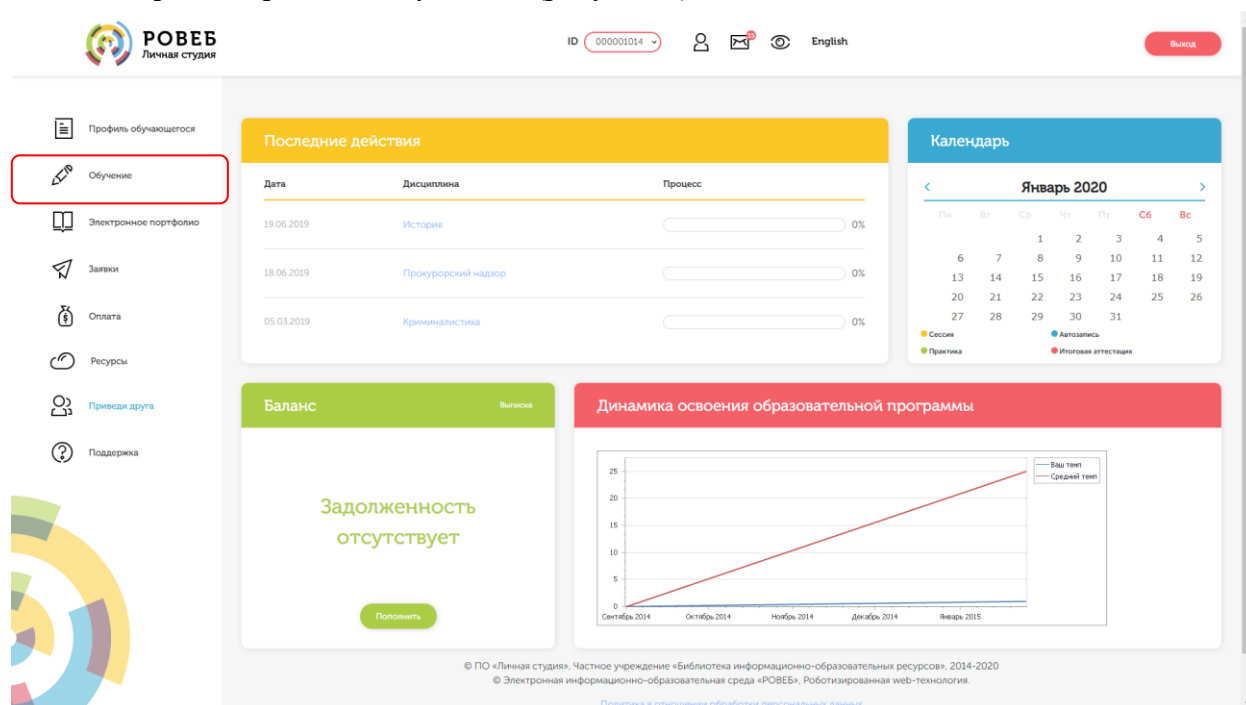 РОВЕБ
Личная студия
ID 000001014
15
English
Выход
Профиль обучающегося
Обучение
Электронное портфолио
Заявки
Оплата
Ресурсы
Приведи друга
Поддержка
Последние действия
Дата Дисциплина Процесс
19.06.2019 История 0%
18.06.2019 Прокурорский надзор 0%
05.03.2019 Криминалистика 0%
Календарь
< Январь 2020 >
Пн Вт Ср Чт Пт Сб Вс
1 2 3 4 5
6 7 8 9 10 11 12
13 14 15 16 17 18 19
20 21 22 23 24 25 26
27 28 29 30 31
Сессия Автозапись
Практика Итоговая аттестация
Баланс Выписка
Задолженность
отсутствует
Пополнить
Динамика освоения образовательной программы
Ваш темп
Средний темп
25
20
15
10
5
0
Сентябрь 2014 Октябрь 2014 Ноябрь 2014 Декабрь 2014 Январь 2015
© ПО «Личная студия», Частное учреждение «Библиотека информационно-образовательных ресурсов», 2014-2020
© Электронная информационно-образовательная среда «РОВЕБ», Роботизированная web-технология.
Политика в отношении обработки персональных данных